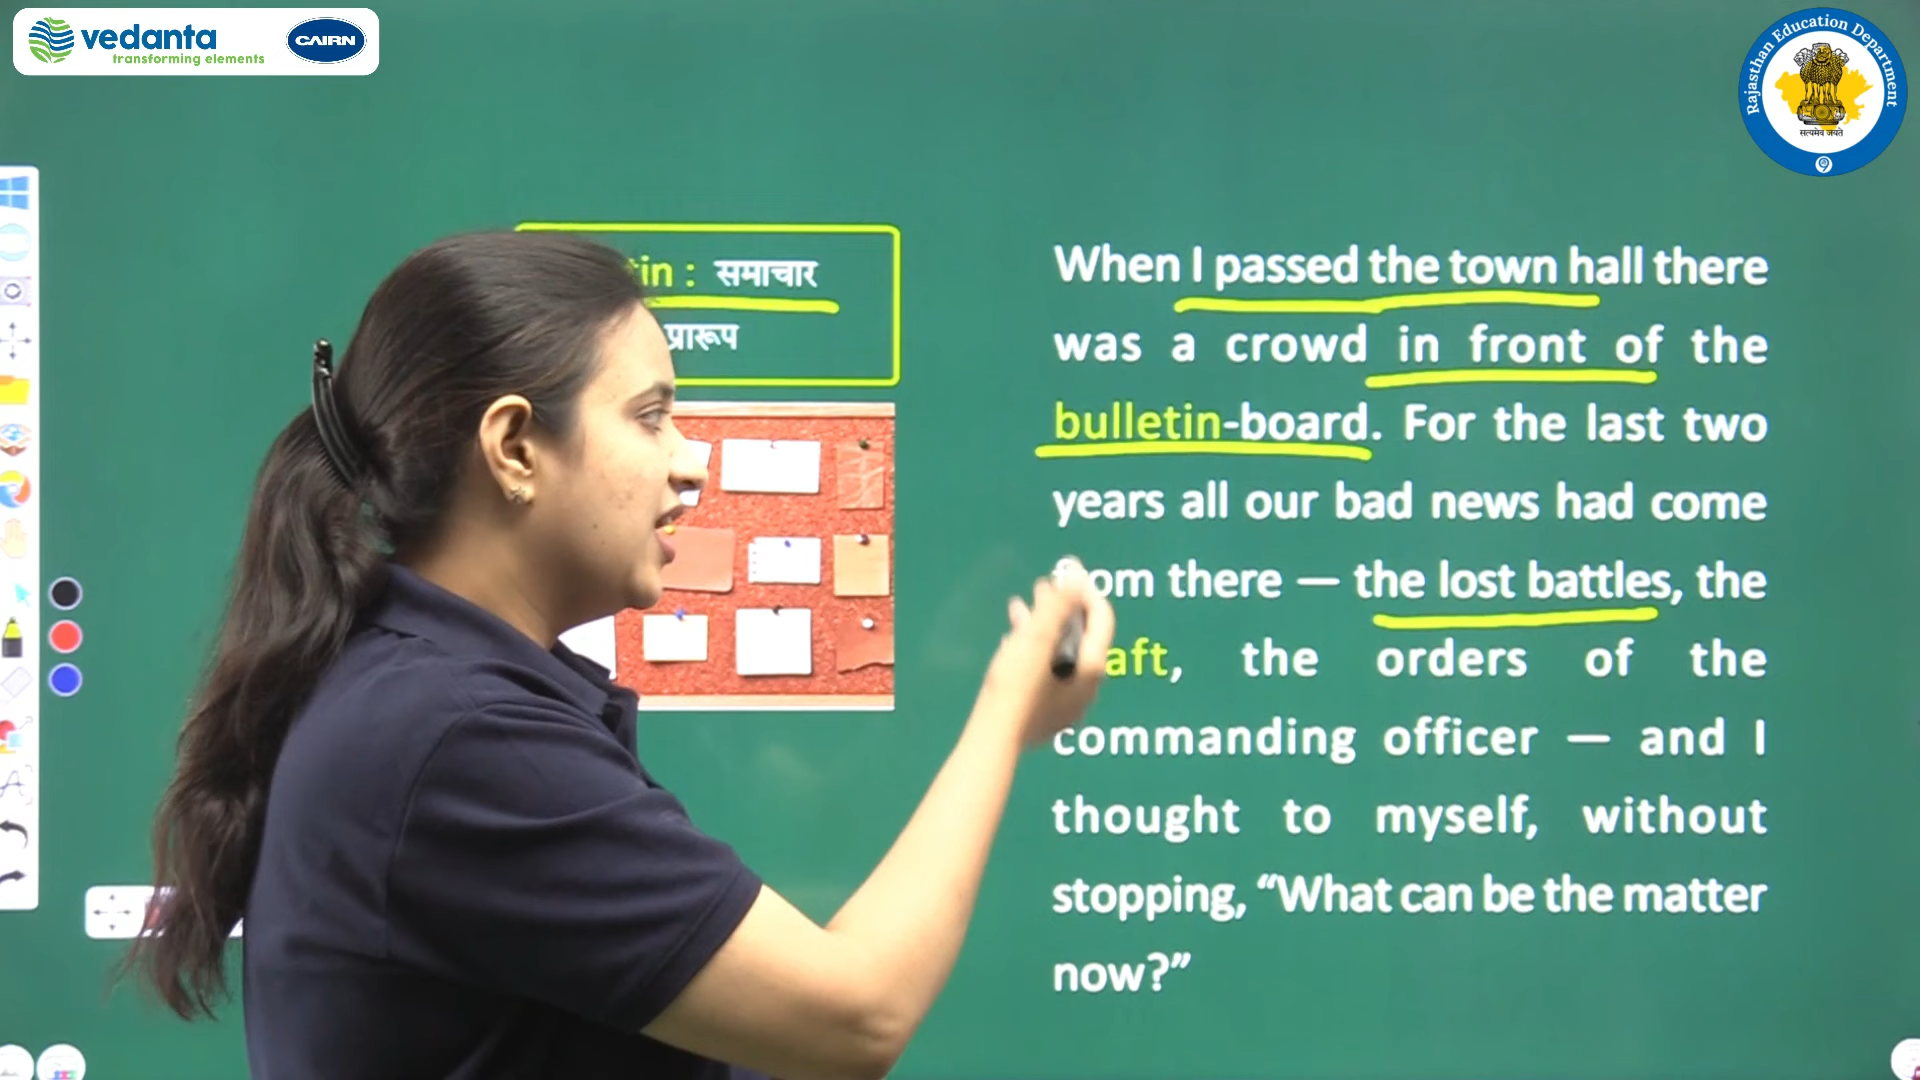 vedanta
transforming elements
CAIRN
Rajasthan Education Department
सत्यमेव जयते
: समाचार
प्रारूप
When I passed the town hall there
was a crowd in front of the
bulletin-board. For the last two
years all our bad news had come
there — the lost battles, the
the orders of the
commanding officer — and I
thought to myself, without
stopping, “What can be the matter
now?”